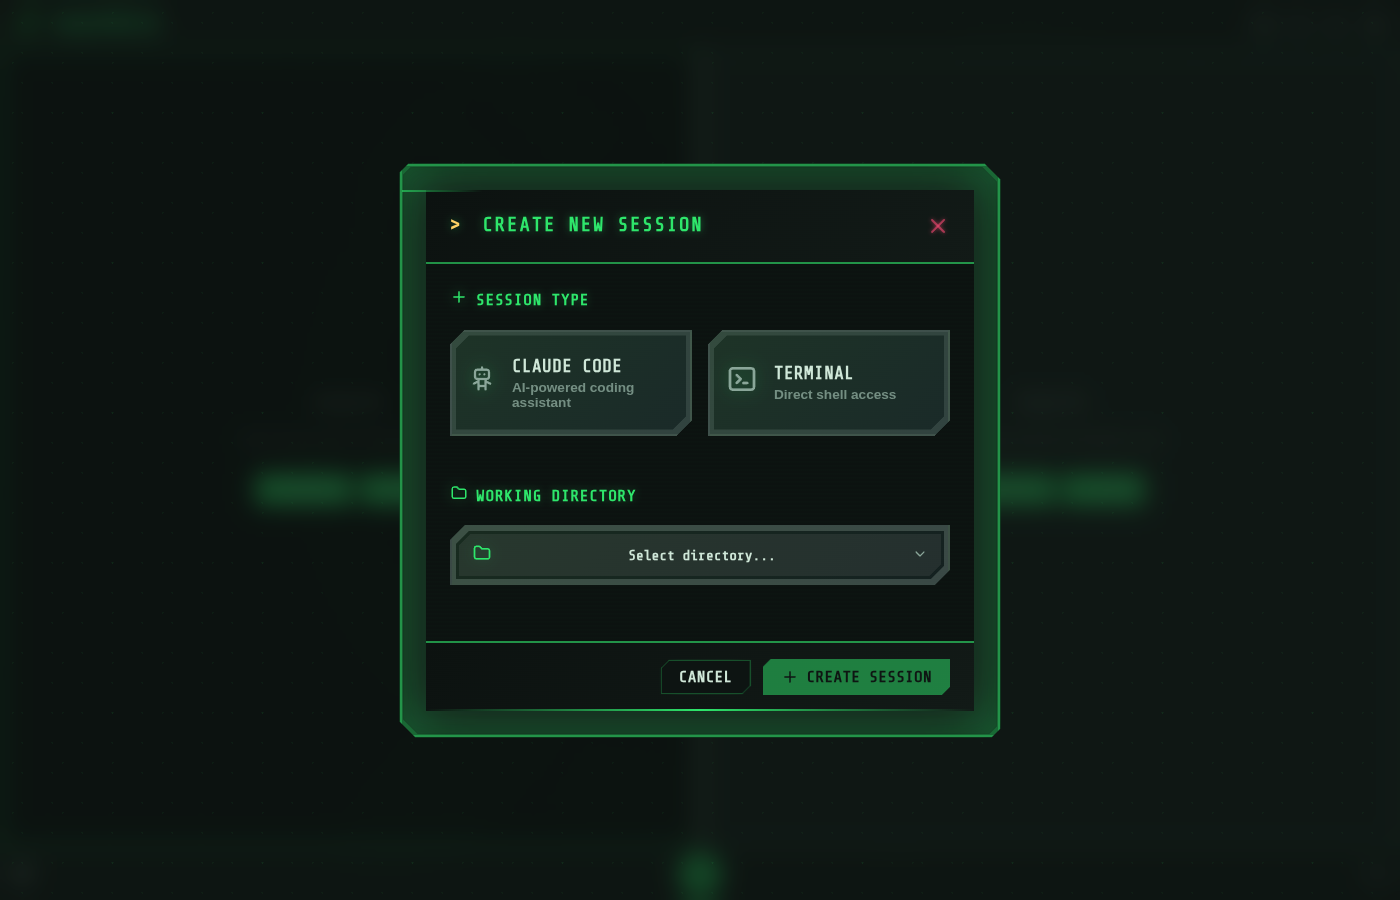 > CREATE NEW SESSION
SESSION TYPE
CLAUDE CODE
AI-powered coding
assistant
TERMINAL
Direct shell access
WORKING DIRECTORY
Select directory...
CANCEL
+ CREATE SESSION